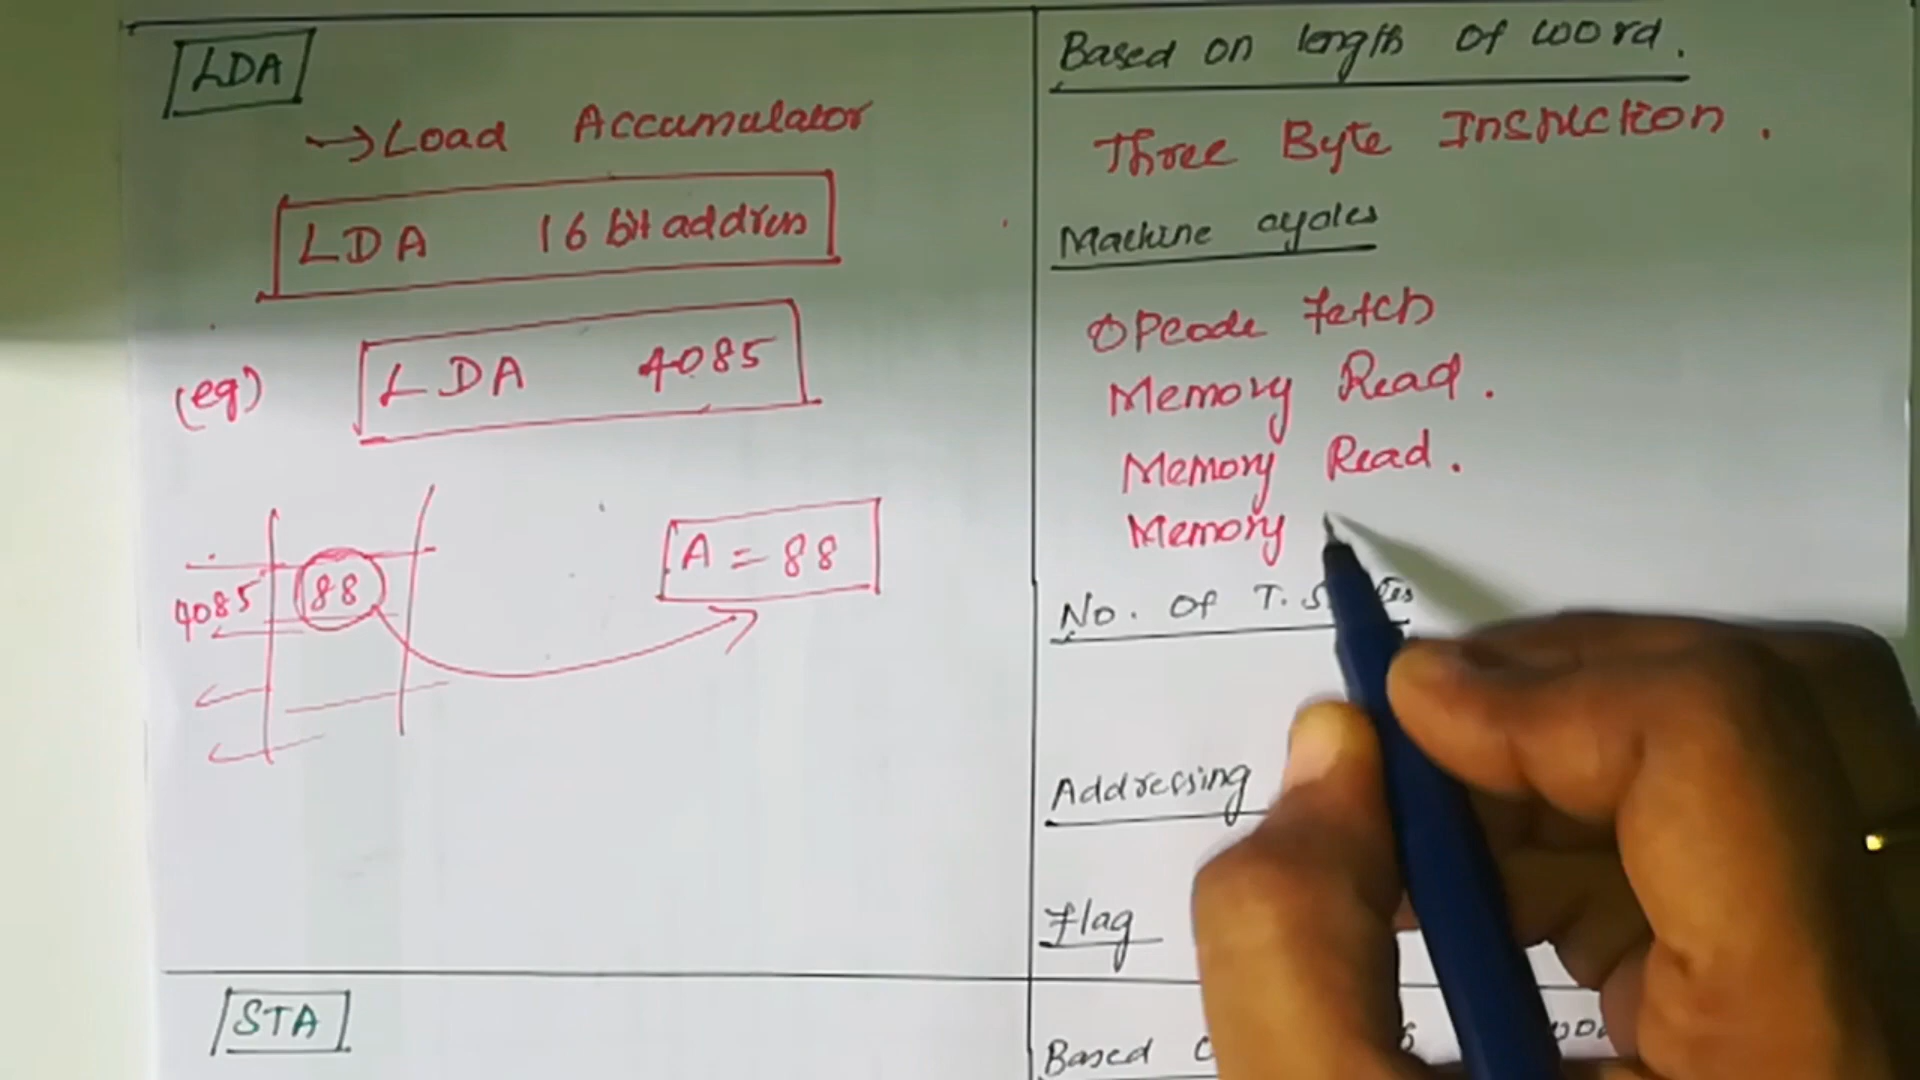 LDA
→ Load Accumulator
LDA 16 bit address
(eg) LDA 4085
4085 88
A = 88
STA
Based on length of word.
Three Byte Instruction.
Machine cycles
Opcode Fetch
Memory Read.
Memory Read.
Memory
No. Of T.
Addressing
Flag
Based